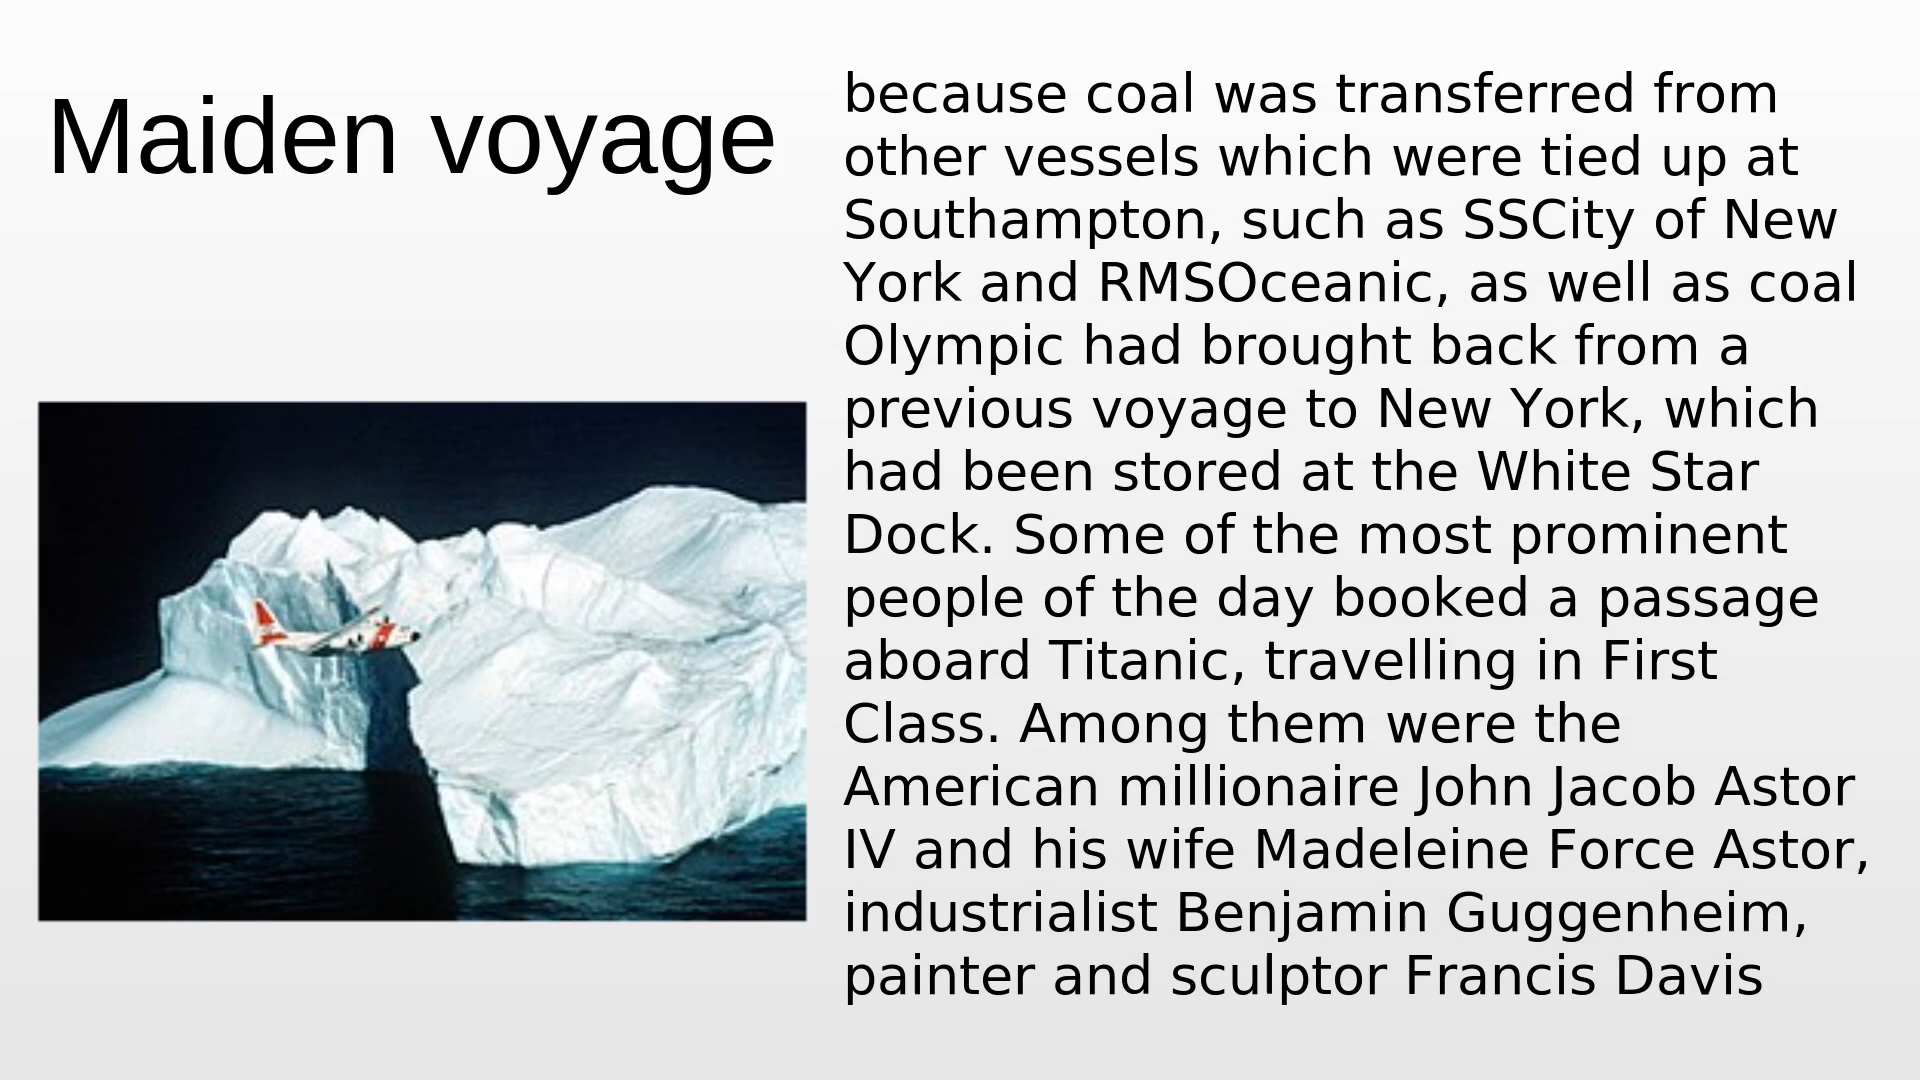 Maiden voyage
because coal was transferred from
other vessels which were tied up at
Southampton, such as SSCity of New
York and RMSOceanic, as well as coal
Olympic had brought back from a
previous voyage to New York, which
had been stored at the White Star
Dock. Some of the most prominent
people of the day booked a passage
aboard Titanic, travelling in First
Class. Among them were the
American millionaire John Jacob Astor
IV and his wife Madeleine Force Astor,
industrialist Benjamin Guggenheim,
painter and sculptor Francis Davis